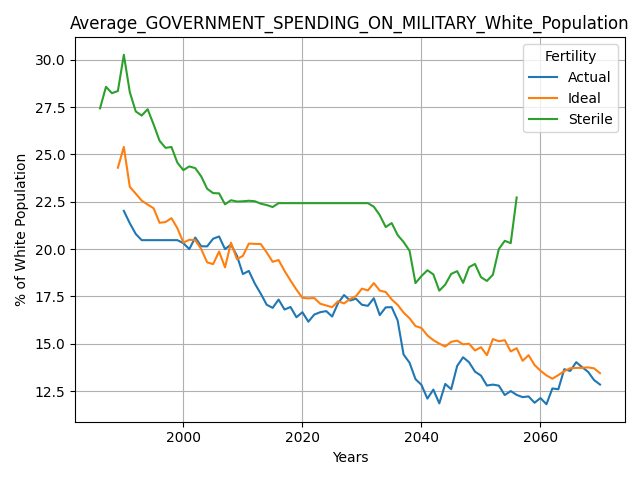 Average_GOVERNMENT_SPENDING_ON_MILITARY_White_Population
Fertility
Actual
Ideal
Sterile
% of White Population
30.0
27.5
25.0
22.5
20.0
17.5
15.0
12.5
2000
2020
2040
2060
Years